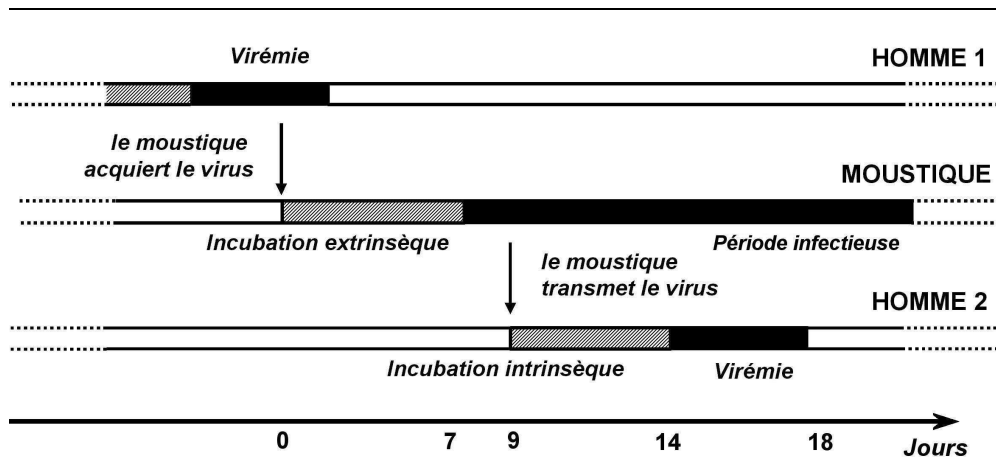 Virémie
HOMME 1
le moustique
acquiert le virus
MOUSTIQUE
Incubation extrinsèque
Période infectieuse
le moustique
transmet le virus
HOMME 2
Incubation intrinsèque
Virémie
0 7 9 14 18 Jours